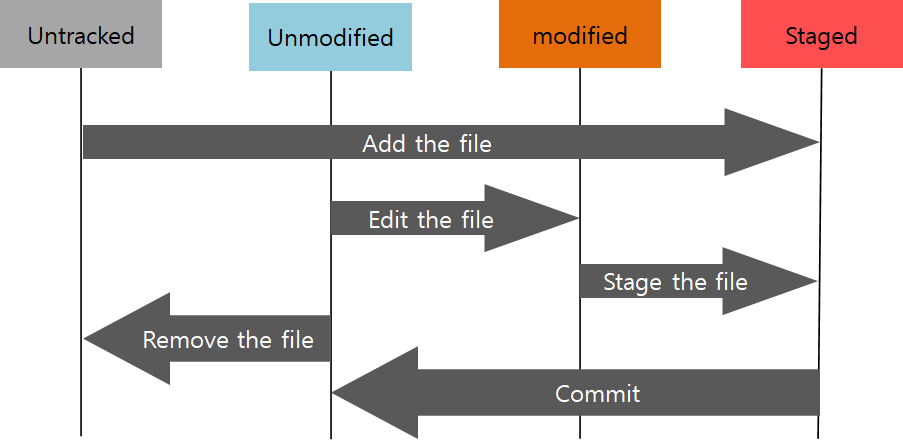 Untracked
Unmodified
modified
Staged
Add the file
Edit the file
Stage the file
Remove the file
Commit